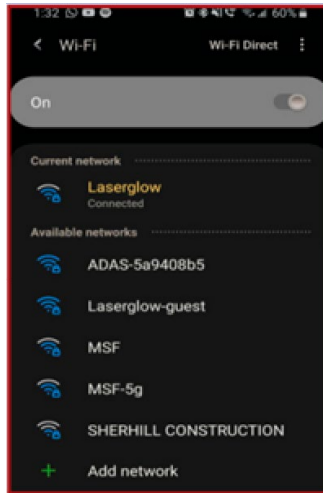 1:32 60%
Wi-Fi Wi-Fi Direct
On
Current network
Laserglow
Connected
Available networks
ADAS-5a9408b5
Laserglow-guest
MSF
MSF-5g
SHERHILL CONSTRUCTION
Add network